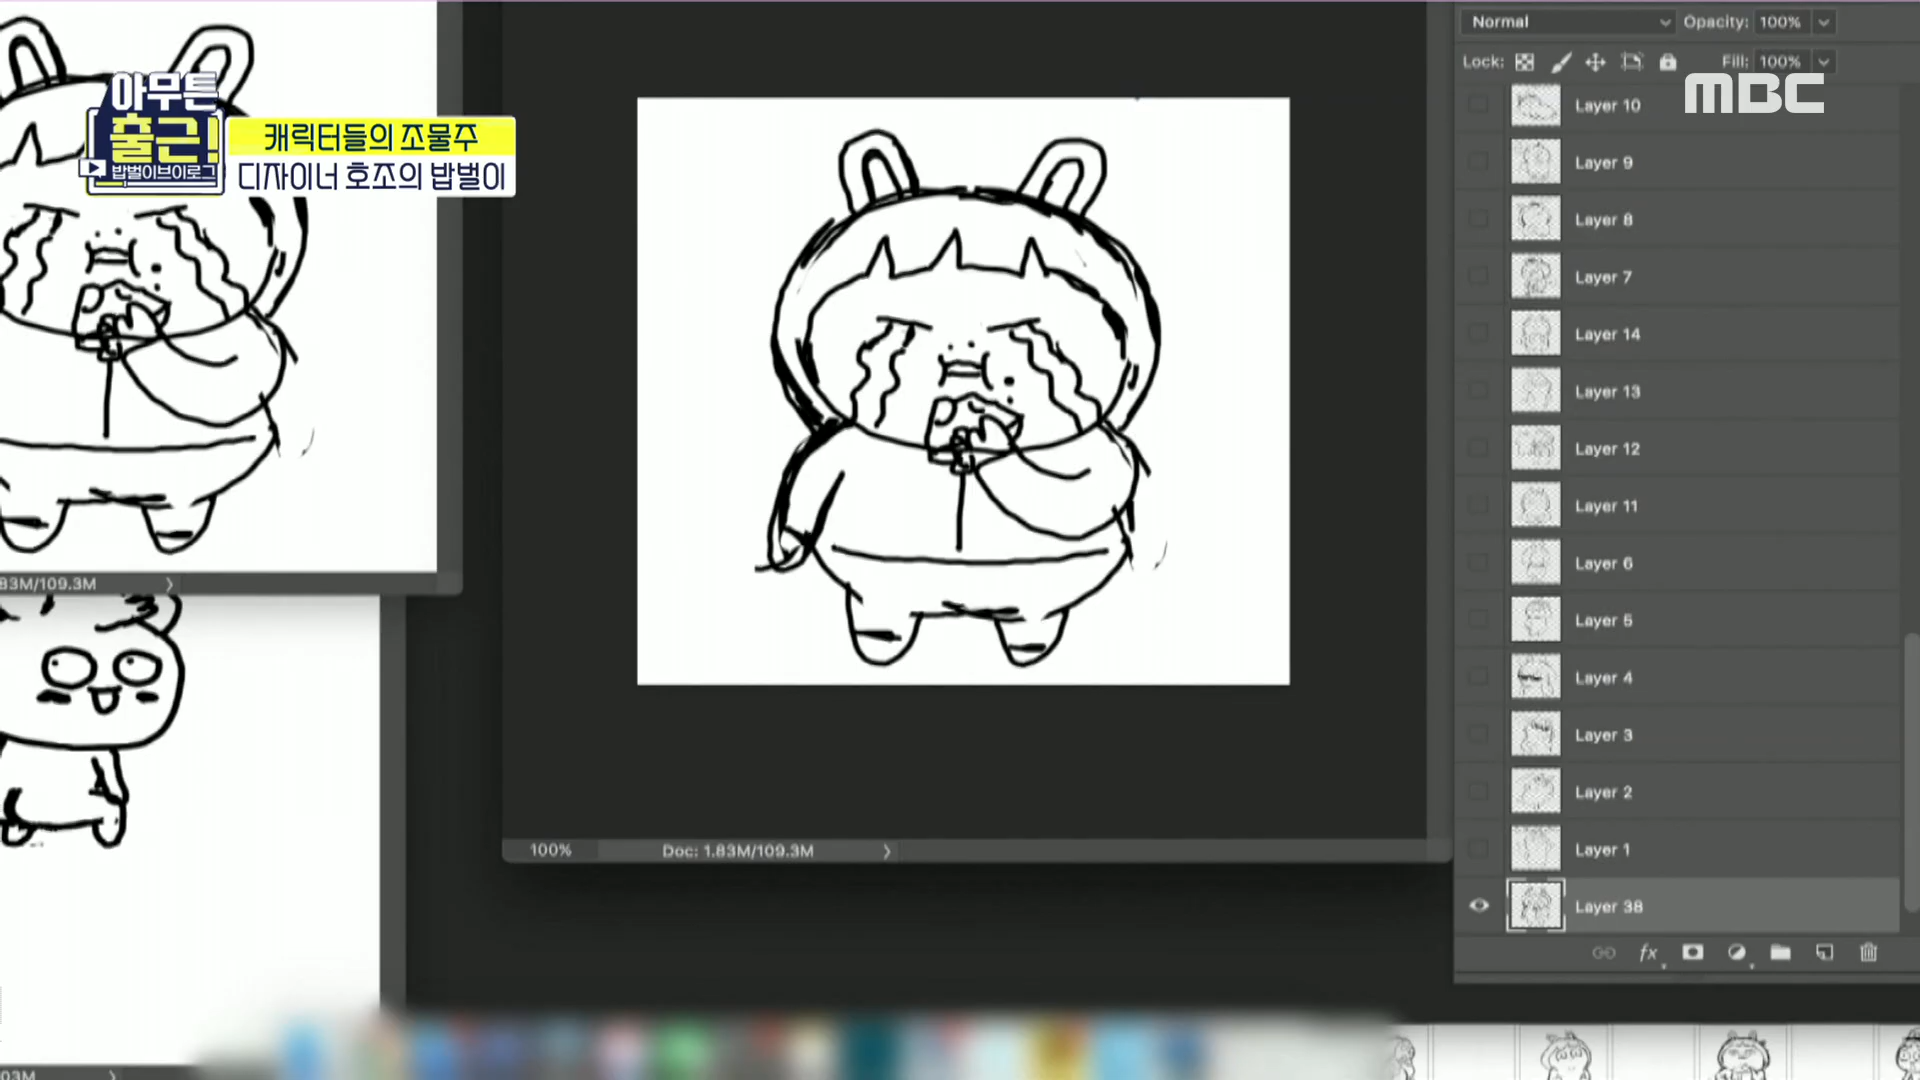 아무튼
출근!
밥벌이브이로그
캐릭터들의 조물주
디자이너 호조의 밥벌이
MBC
Normal
Opacity: 100%
Lock:
Fill: 100%
Layer 10
Layer 9
Layer 8
Layer 7
Layer 14
Layer 13
Layer 12
Layer 11
Layer 6
Layer 5
Layer 4
Layer 3
Layer 2
Layer 1
Layer 38
fx
83M/109.3M
100%
Doc: 1.83M/109.3M
03M